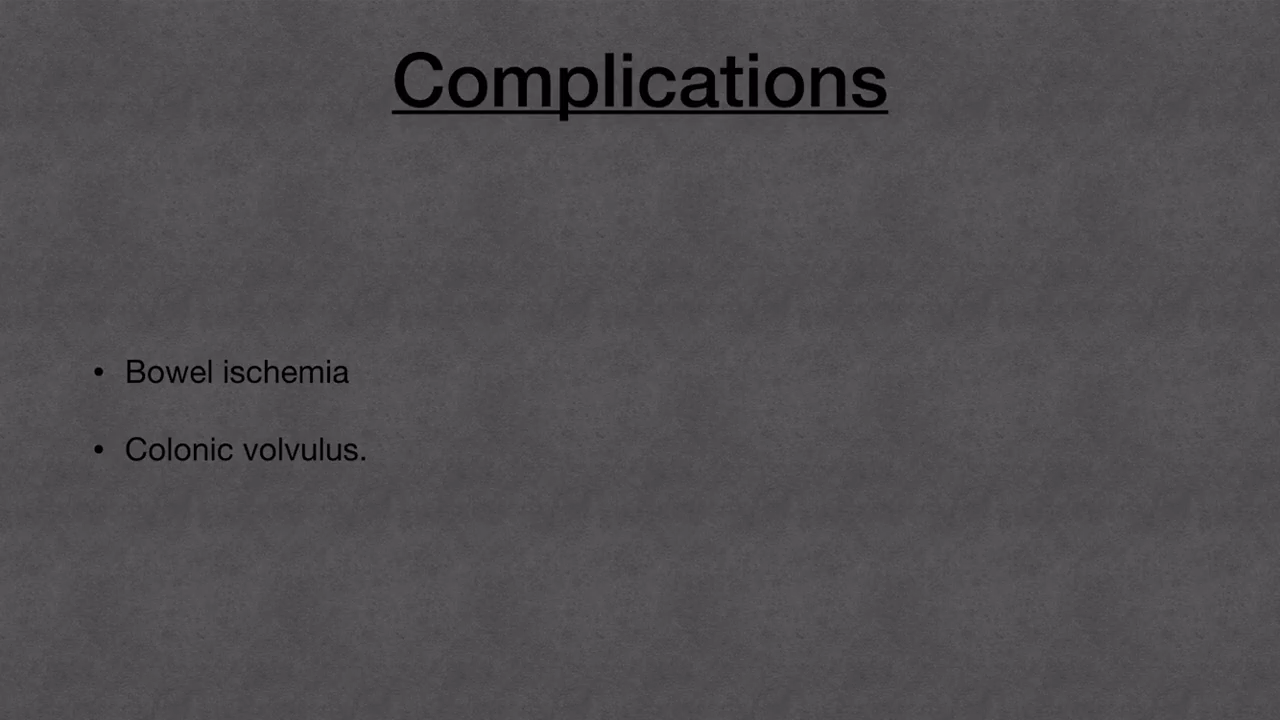 Complications
• Bowel ischemia
• Colonic volvulus.